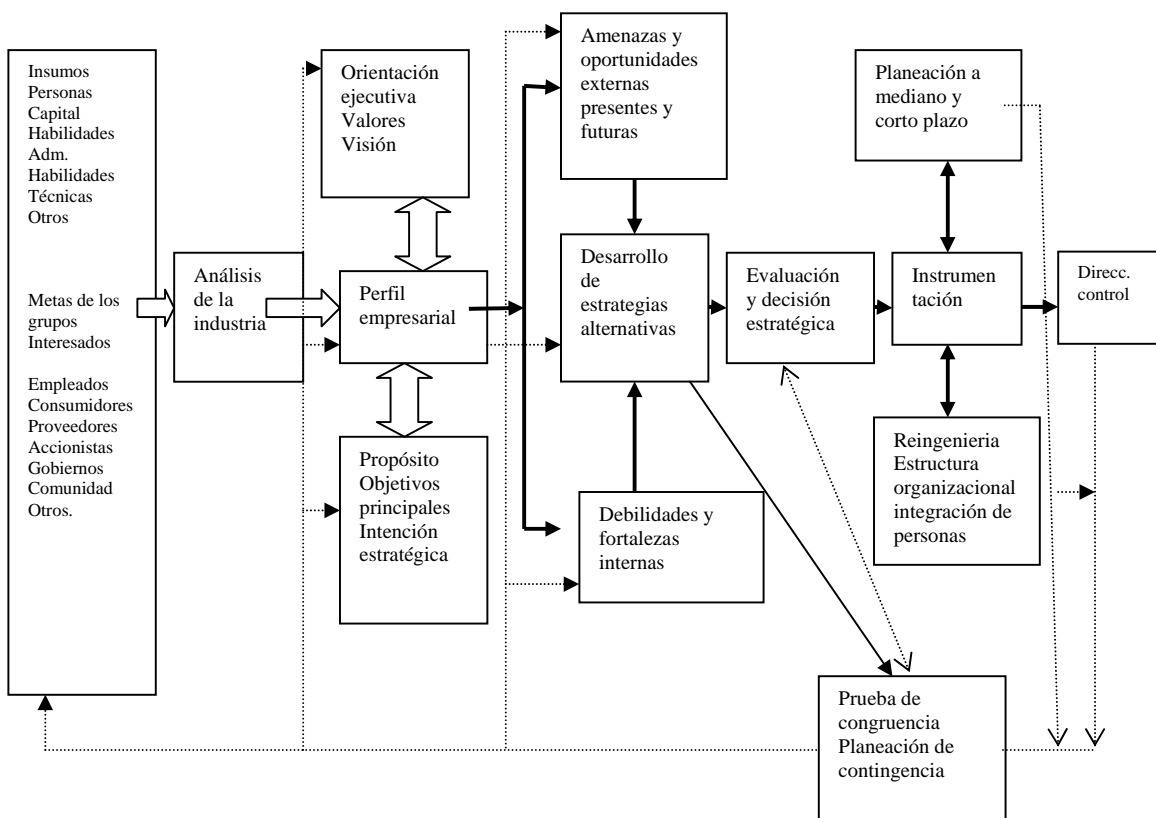 Insumos
Personas
Capital
Habilidades
Adm.
Habilidades
Técnicas
Otros
Metas de los
grupos
Interesados
Empleados
Consumidores
Proveedores
Accionistas
Gobiernos
Comunidad
Otros.
Análisis
de la
industria
Orientación
ejecutiva
Valores
Visión
Perfil
empresarial
Propósito
Objetivos
principales
Intención
estratégica
Amenazas y
oportunidades
externas
presentes y
futuras
Desarrollo
de
estrategias
alternativas
Debilidades y
fortalezas
internas
Evaluación
y decisión
estratégica
Planeación a
mediano y
corto plazo
Instrumen
tación
Reingenieria
Estructura
organizacional
integración de
personas
Direcc.
control
Prueba de
congruencia
Planeación de
contingencia